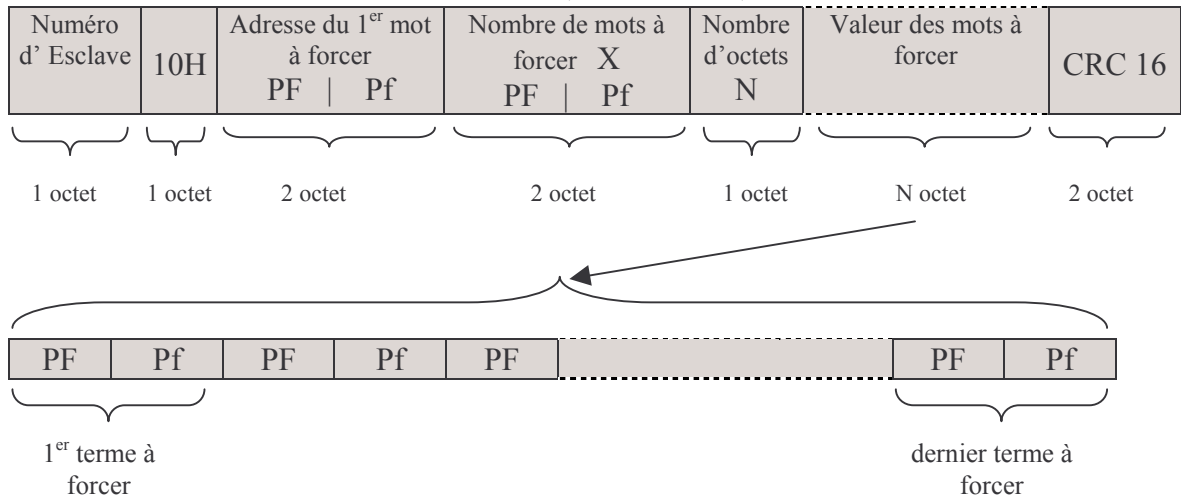 Numéro
d' Esclave
10H
Adresse du 1er mot
à forcer
PF | Pf
Nombre de mots à
forcer X
PF | Pf
Nombre
d'octets
N
Valeur des mots à
forcer
CRC 16
1 octet
1 octet
2 octet
2 octet
1 octet
N octet
2 octet
PF
Pf
PF
Pf
PF
PF
Pf
1er terme à
forcer
dernier terme à
forcer